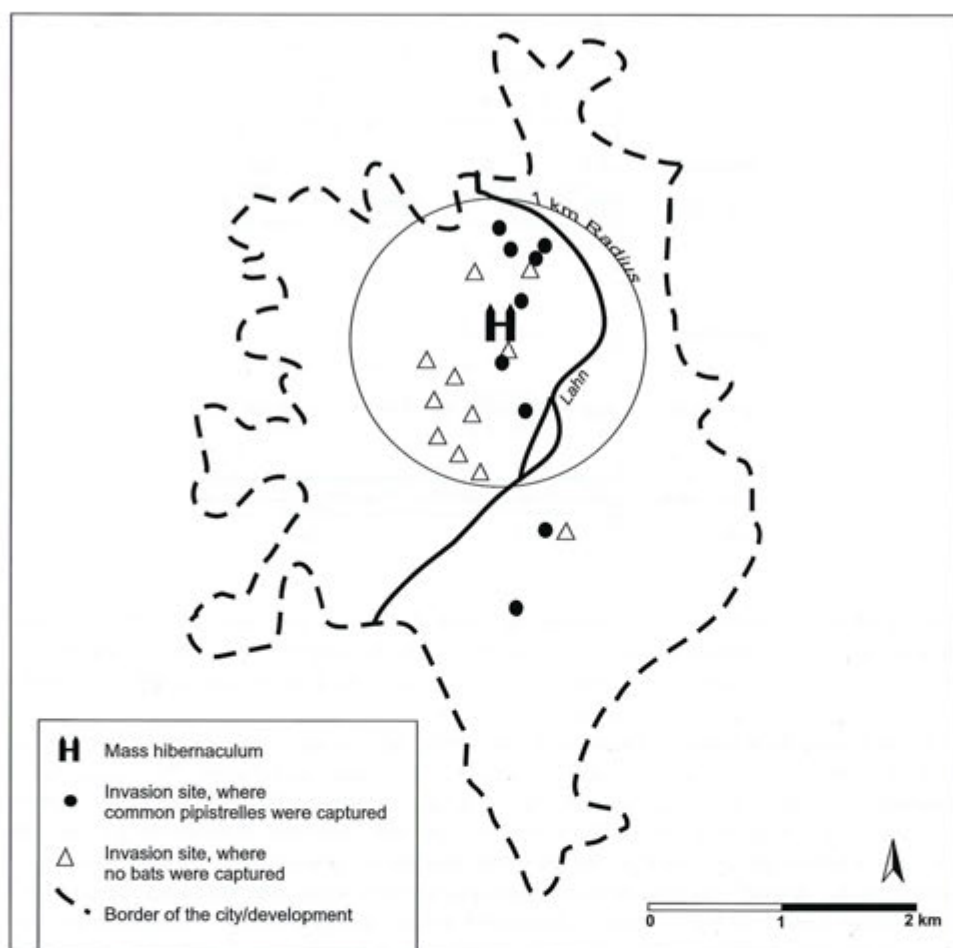 1 km Radius
H
Lahn
H Mass hibernaculum
Invasion site, where
common pipistrelles were captured
Invasion site, where
no bats were captured
Border of the city/development
0 1 2 km